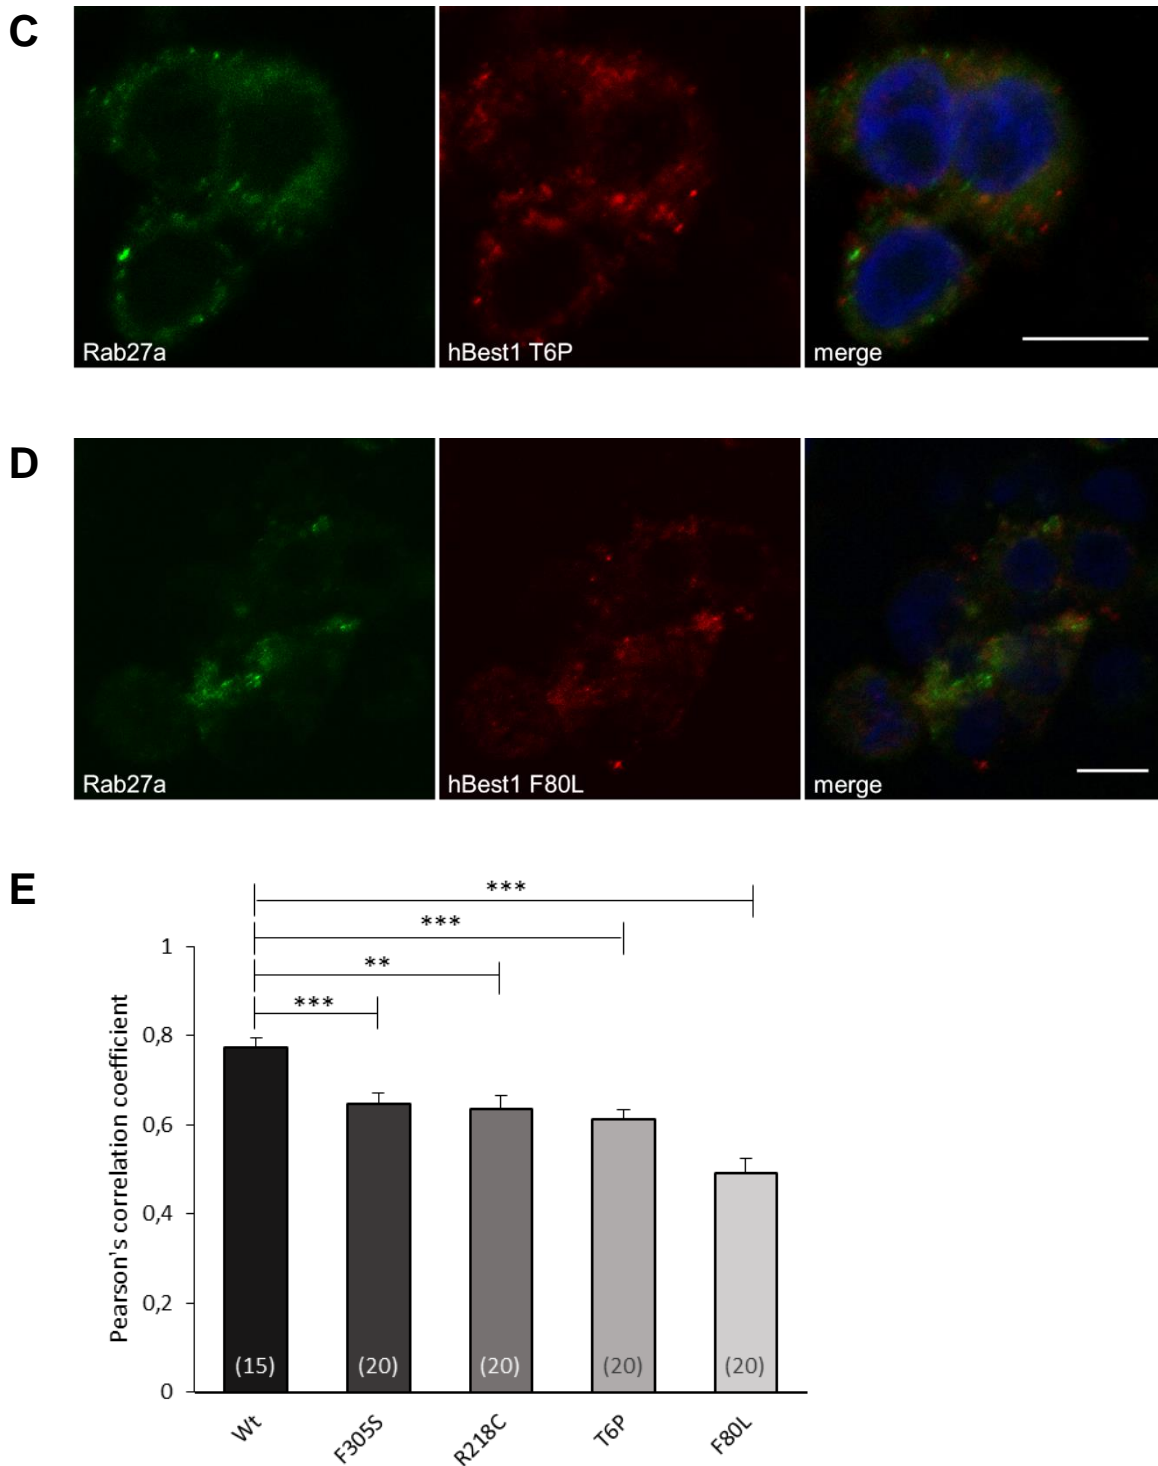 C
Rab27a hBest1 T6P merge
D
Rab27a hBest1 F80L merge
E
***
***
**
***
Pearson's correlation coefficient
1
0,8
0,6
0,4
0,2
0
(15) (20) (20) (20) (20)
Wt F305S R218C T6P F80L